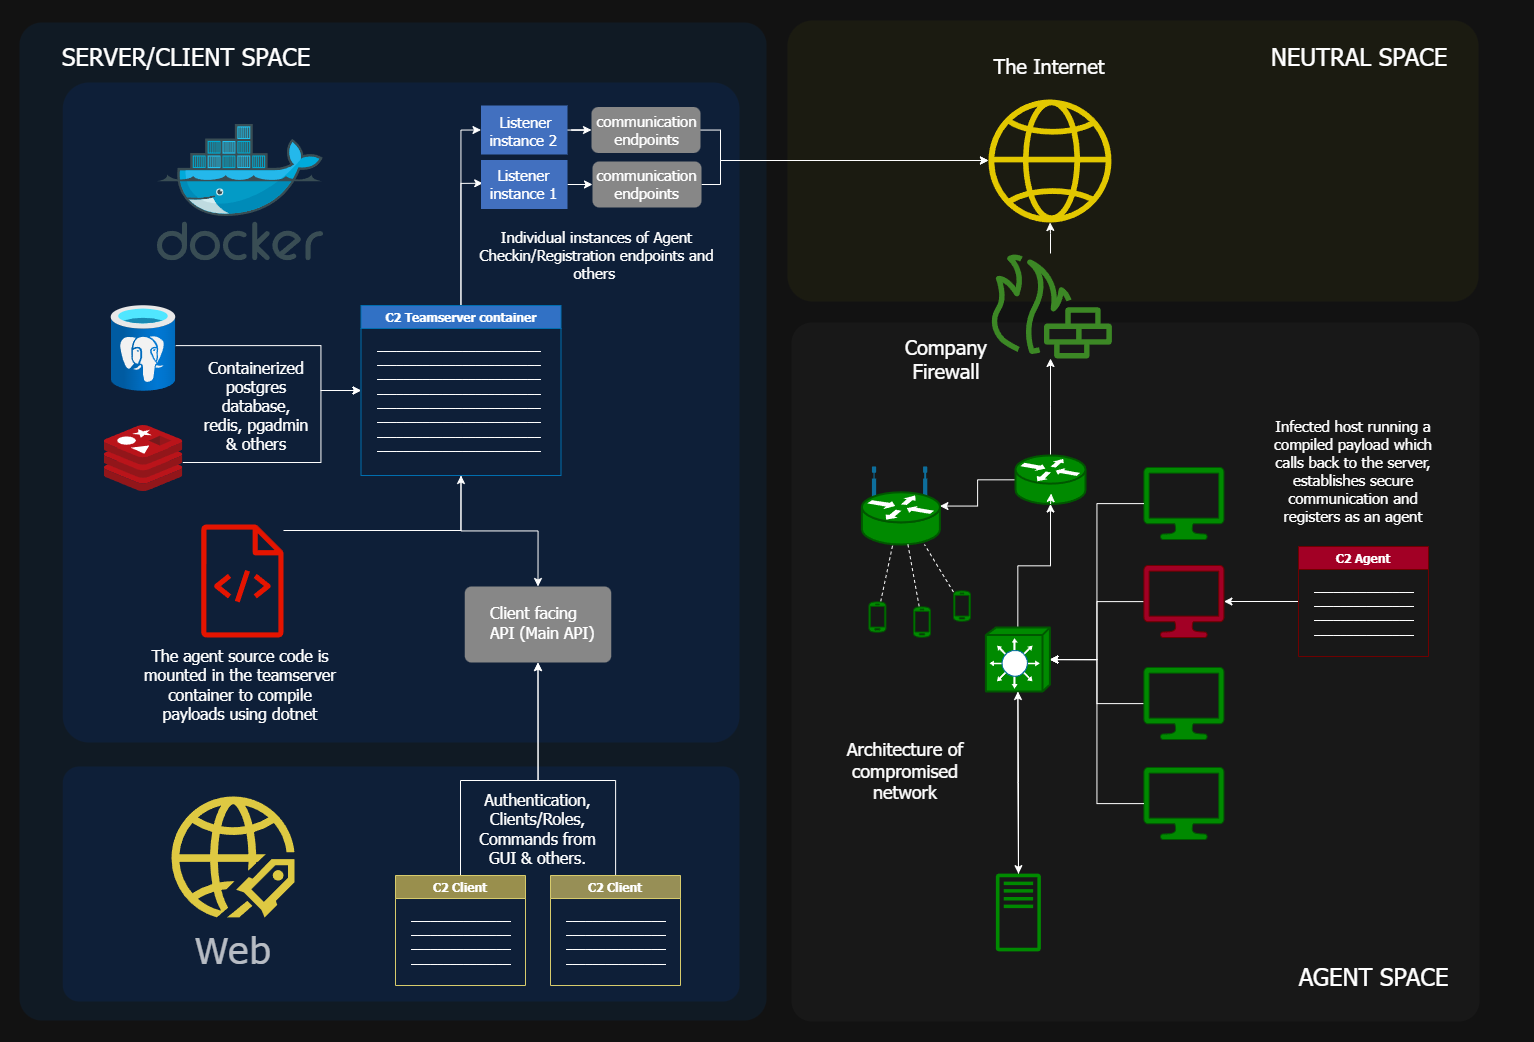 SERVER/CLIENT SPACE
docker
Listener
instance 2
communication
endpoints
Listener
instance 1
communication
endpoints
Individual instances of Agent
Checkin/Registration endpoints and
others
C2 Teamserver container
Containerized
postgres
database,
redis, pgadmin
& others
</>
The agent source code is
mounted in the teamserver
container to compile
payloads using dotnet
Client facing
API (Main API)
Web
Authentication,
Clients/Roles,
Commands from
GUI & others.
C2 Client
C2 Client
NEUTRAL SPACE
The Internet
Company
Firewall
Infected host running a
compiled payload which
calls back to the server,
establishes secure
communication and
registers as an agent
C2 Agent
Architecture of
compromised
network
AGENT SPACE